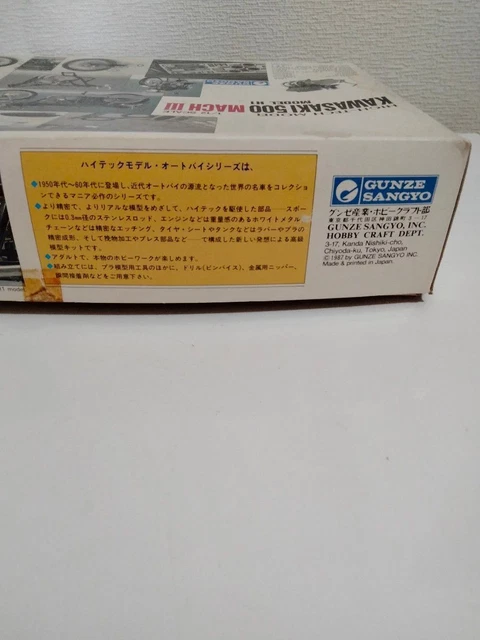 KAWASAKI 500 MACH III
ハイテックモデル・オートバイシリーズは、
●1950年代〜60年代に登場し、近代オートバイの源流となった世界の名車をコレクショ
ンできるマニア必作のシリーズです。
●より精密で、よりリアルな模型をめざして、ハイテックを駆使した部品——スポー
クには0.3mm径のステンレスロッド、エンジンなどは重量感のあるホワイトメタル
チェーンなどは精密なエッチング、タイヤ・シートやタンクなどはラバーやプラの
精密成形、そして挽物加工やプレス部品など——で構成した新しい発想による高級
模型キットです。
●アダルトで、本物のホビーワークが楽しめます。
●組み立てには、プラ模型用工具のほかに、ドリル(ピンバイス)、金属用ニッパー、
瞬間接着剤などをご用意ください。
GUNZE
SANGYO
グンゼ産業・ホビークラフト部
東京都千代田区神田錦町3-17
GUNZE SANGYO, INC.
HOBBY CRAFT DEPT.
3-17, Kanda Nishiki-cho,
Chiyoda-ku, Tokyo, Japan
© 1987 by GUNZE SANGYO INC.
Made & printed in Japan.